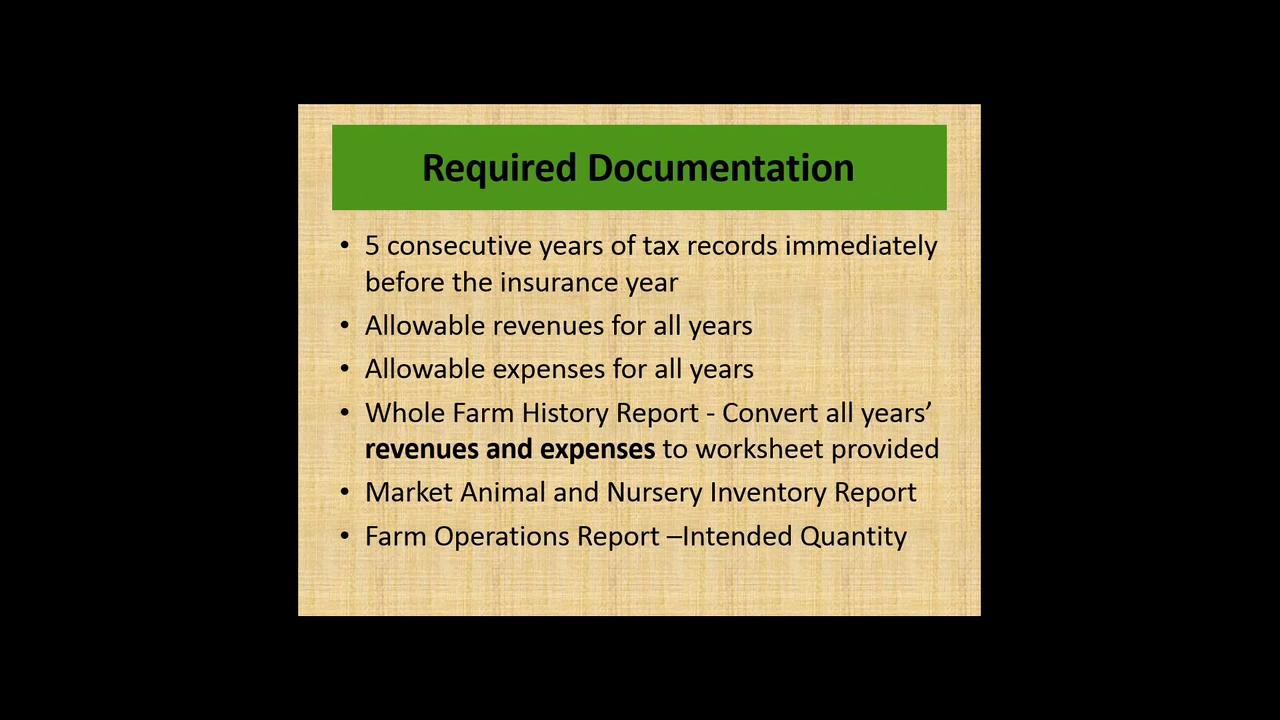 Required Documentation
• 5 consecutive years of tax records immediately
before the insurance year
• Allowable revenues for all years
• Allowable expenses for all years
• Whole Farm History Report - Convert all years’
revenues and expenses to worksheet provided
• Market Animal and Nursery Inventory Report
• Farm Operations Report –Intended Quantity